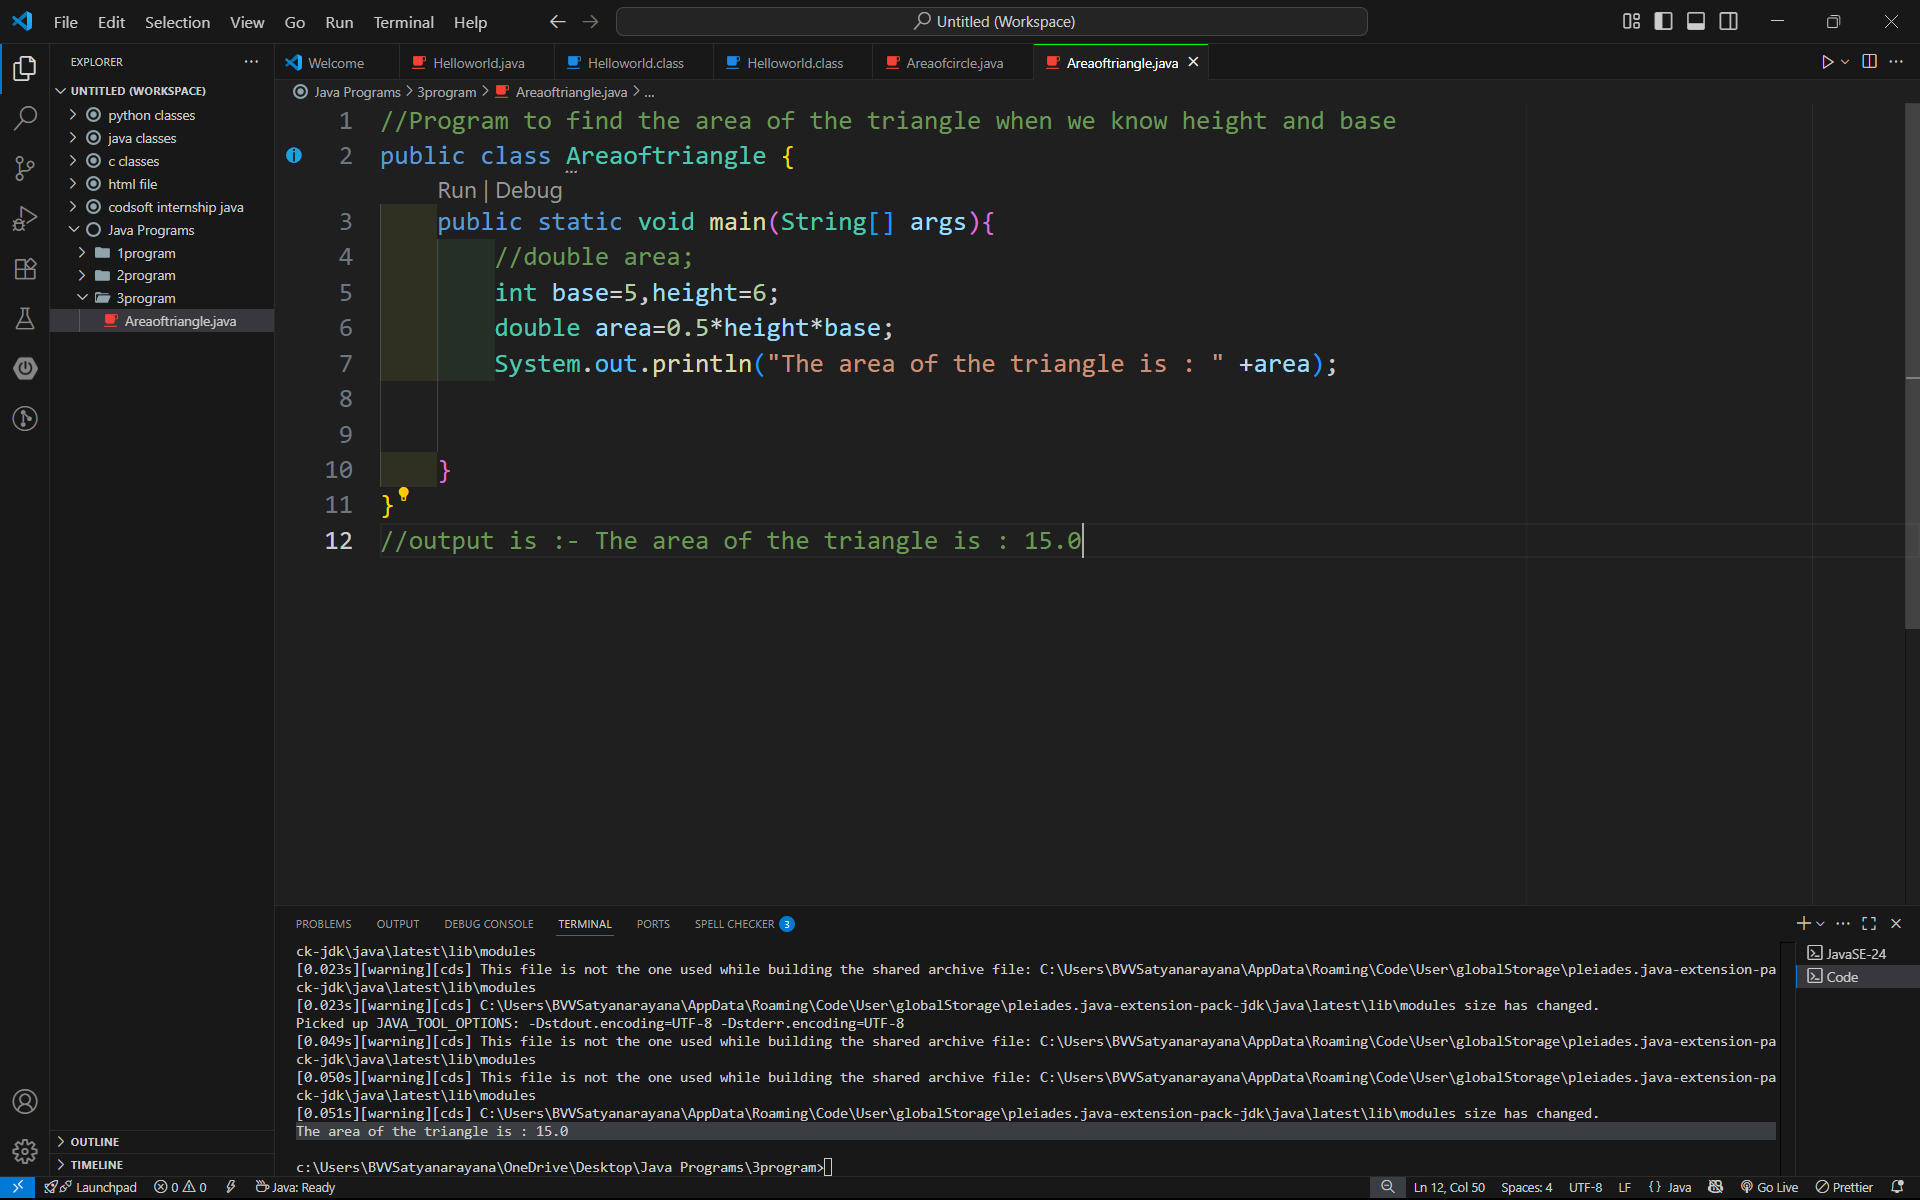 File Edit Selection View Go Run Terminal Help
Untitled (Workspace)
EXPLORER
UNTITLED (WORKSPACE)
python classes
java classes
c classes
html file
codsoft internship java
Java Programs
1program
2program
3program
Areaoftriangle.java
OUTLINE
TIMELINE
Welcome Helloworld.java Helloworld.class Helloworld.class Areaofcircle.java Areaoftriangle.java
Java Programs > 3program > Areaoftriangle.java > ...
1 //Program to find the area of the triangle when we know height and base
2 public class Areaoftriangle {
Run | Debug
3 public static void main(String[] args){
4 //double area;
5 int base=5,height=6;
6 double area=0.5*height*base;
7 System.out.println("The area of the triangle is : " +area);
8
9
10 }
11 }
12 //output is :- The area of the triangle is : 15.0
PROBLEMS OUTPUT DEBUG CONSOLE TERMINAL PORTS SPELL CHECKER 3
ck-jdk\java\latest\lib\modules
[0.023s][warning][cds] This file is not the one used while building the shared archive file: C:\Users\BVVSatyanarayana\AppData\Roaming\Code\User\globalStorage\pleiades.java-extension-pa
ck-jdk\java\latest\lib\modules
[0.023s][warning][cds] C:\Users\BVVSatyanarayana\AppData\Roaming\Code\User\globalStorage\pleiades.java-extension-pack-jdk\java\latest\lib\modules size has changed.
Picked up JAVA_TOOL_OPTIONS: -Dstdout.encoding=UTF-8 -Dstderr.encoding=UTF-8
[0.049s][warning][cds] This file is not the one used while building the shared archive file: C:\Users\BVVSatyanarayana\AppData\Roaming\Code\User\globalStorage\pleiades.java-extension-pa
ck-jdk\java\latest\lib\modules
[0.050s][warning][cds] This file is not the one used while building the shared archive file: C:\Users\BVVSatyanarayana\AppData\Roaming\Code\User\globalStorage\pleiades.java-extension-pa
ck-jdk\java\latest\lib\modules
[0.051s][warning][cds] C:\Users\BVVSatyanarayana\AppData\Roaming\Code\User\globalStorage\pleiades.java-extension-pack-jdk\java\latest\lib\modules size has changed.
The area of the triangle is : 15.0
c:\Users\BVVSatyanarayana\OneDrive\Desktop\Java Programs\3program>
JavaSE-24
Code
Launchpad 0 0 Java: Ready Ln 12, Col 50 Spaces: 4 UTF-8 LF {} Java Go Live Prettier